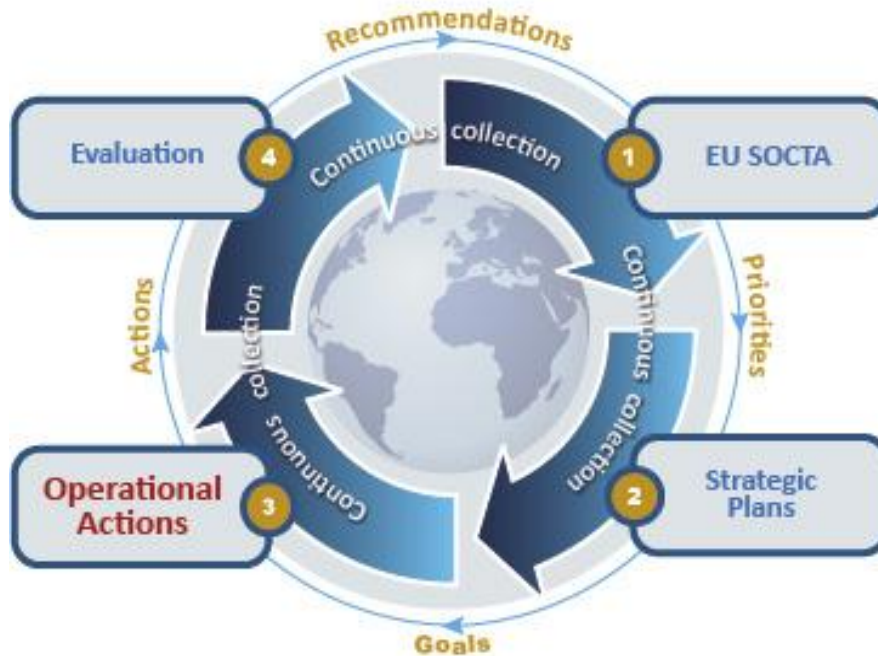 Recommendations
Evaluation
4
Continuous collection
1
EU SOCTA
Actions
Continuous collection
Priorities
Operational
Actions
3
Continuous collection
2
Strategic
Plans
Goals